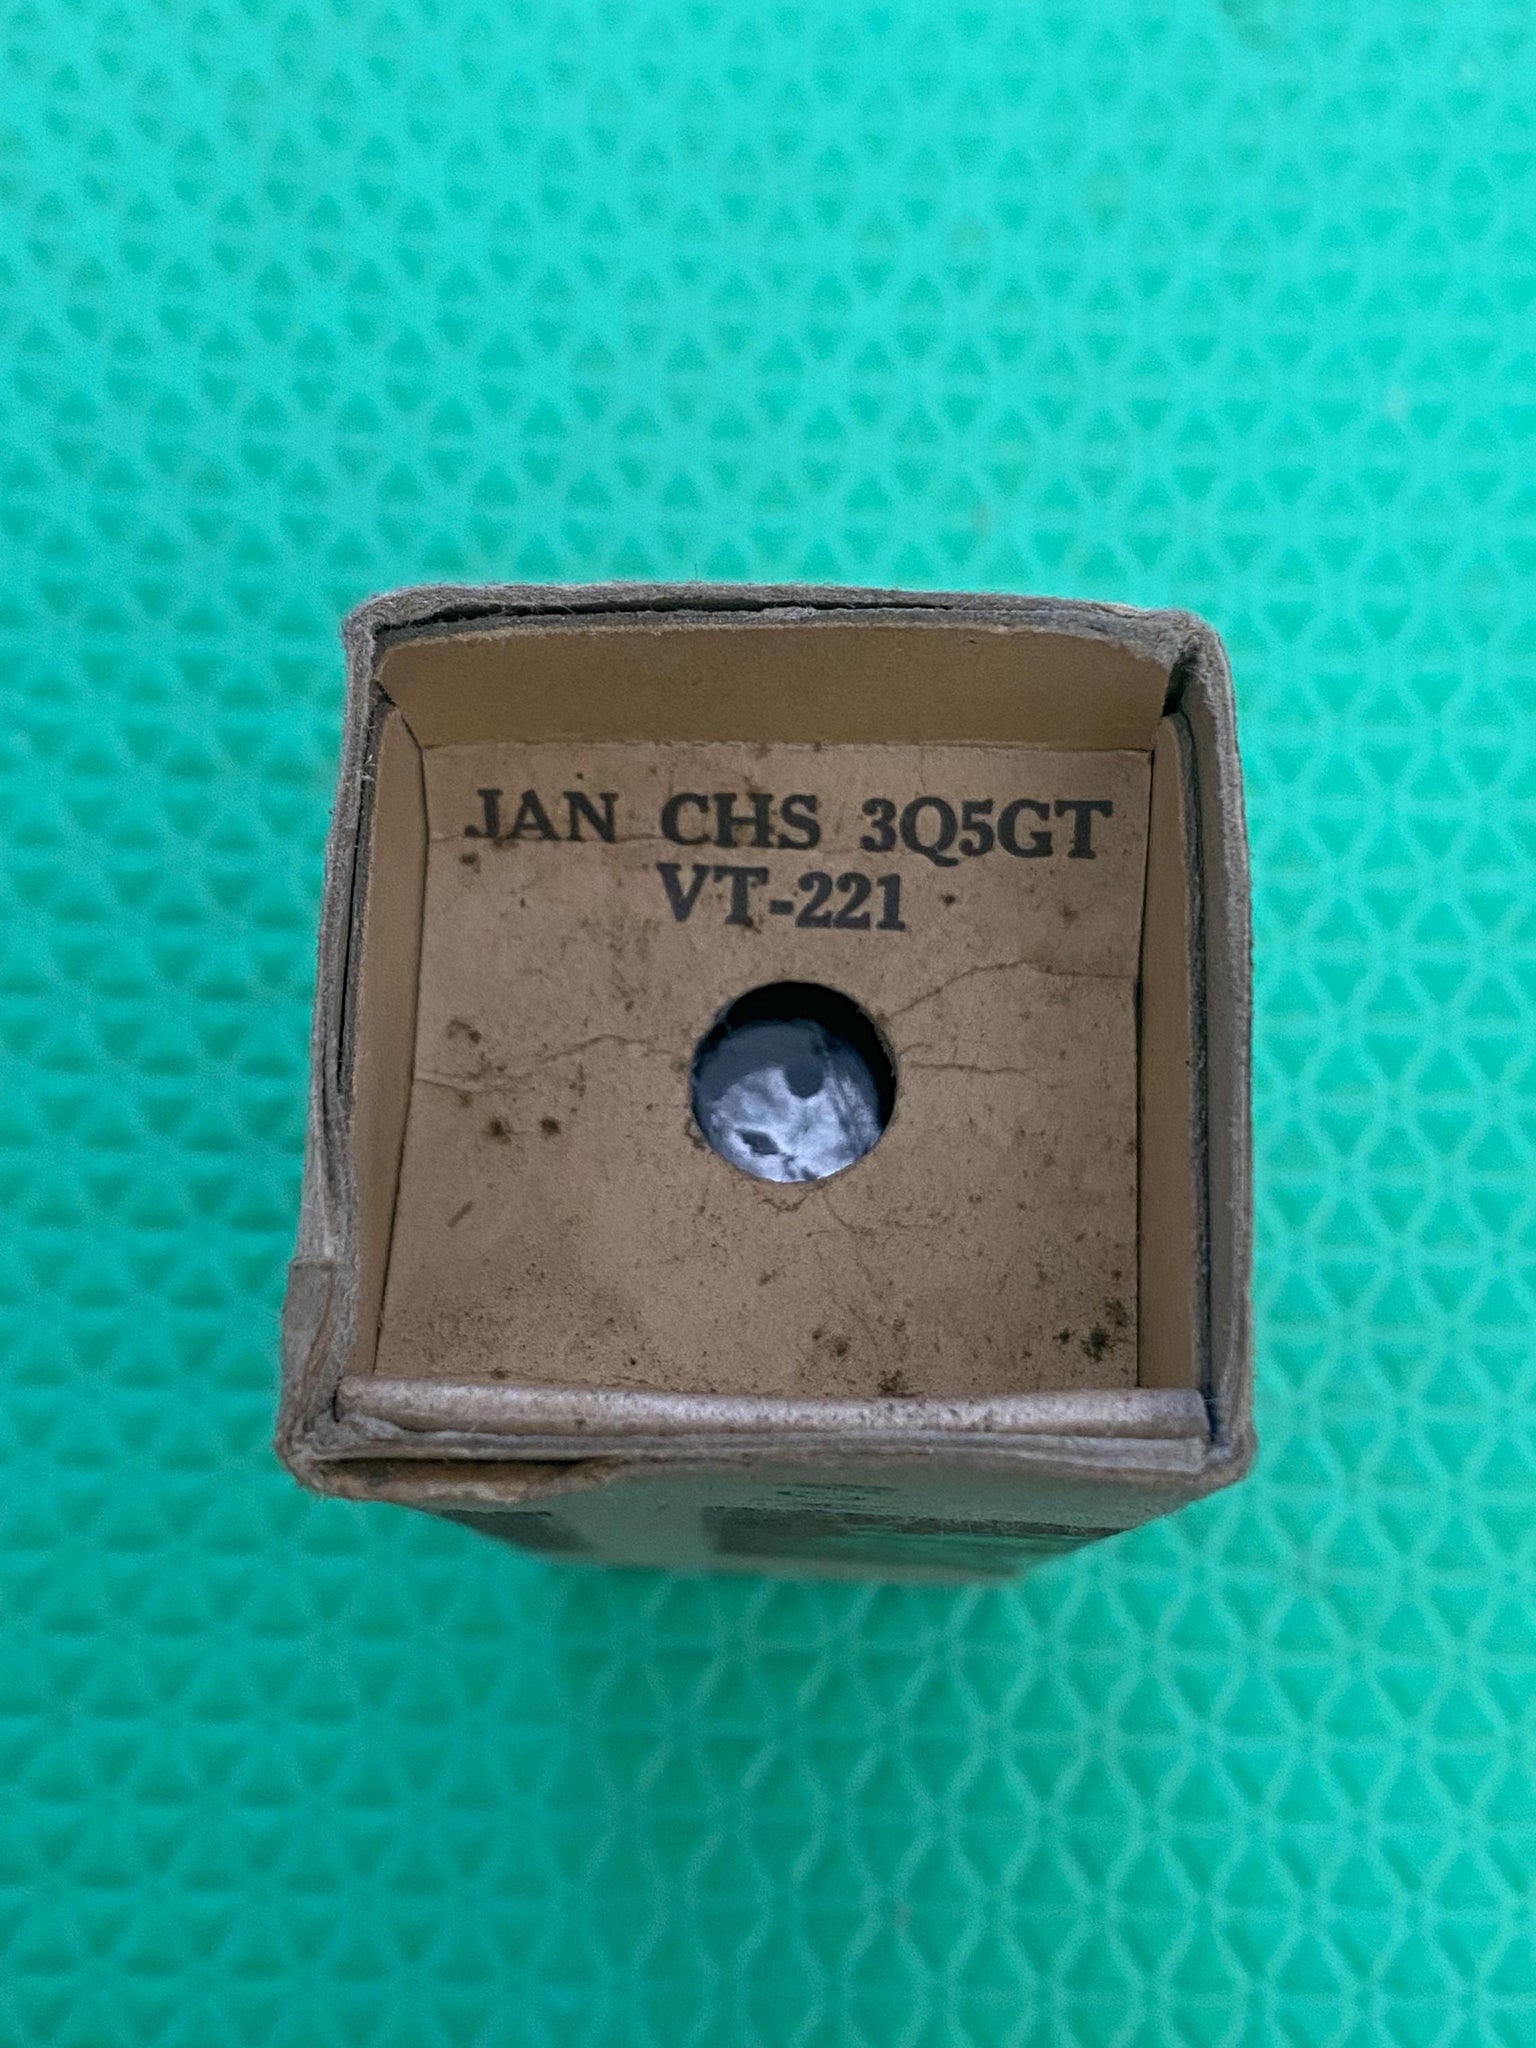 JAN CHS 3Q5GT
VT-221